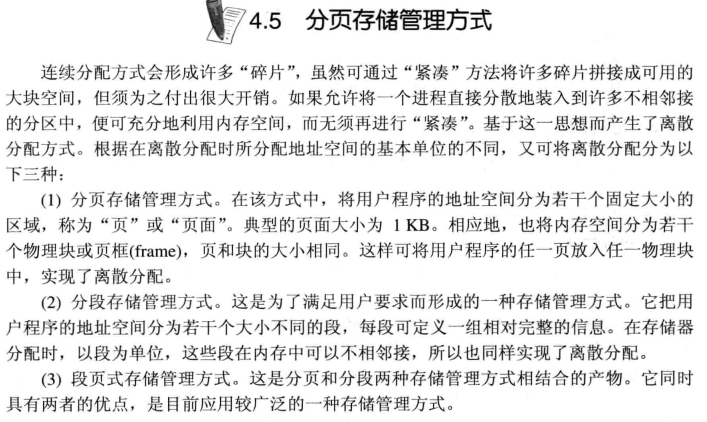 4.5 分页存储管理方式
连续分配方式会形成许多“碎片”，虽然可通过“紧凑”方法将许多碎片拼接成可用的
大块空间，但须为之付出很大开销。如果允许将一个进程直接分散地装入到许多不相邻接
的分区中，便可充分地利用内存空间，而无须再进行“紧凑”。基于这一思想而产生了离散
分配方式。根据在离散分配时所分配地址空间的基本单位的不同，又可将离散分配分为以
下三种：
(1) 分页存储管理方式。在该方式中，将用户程序的地址空间分为若干个固定大小的
区域，称为“页”或“页面”。典型的页面大小为 1 KB。相应地，也将内存空间分为若干
个物理块或页框(frame)，页和块的大小相同。这样可将用户程序的任一页放入任一物理块
中，实现了离散分配。
(2) 分段存储管理方式。这是为了满足用户要求而形成的一种存储管理方式。它把用
户程序的地址空间分为若干个大小不同的段，每段可定义一组相对完整的信息。在存储器
分配时，以段为单位，这些段在内存中可以不相邻接，所以也同样实现了离散分配。
(3) 段页式存储管理方式。这是分页和分段两种存储管理方式相结合的产物。它同时
具有两者的优点，是目前应用较广泛的一种存储管理方式。